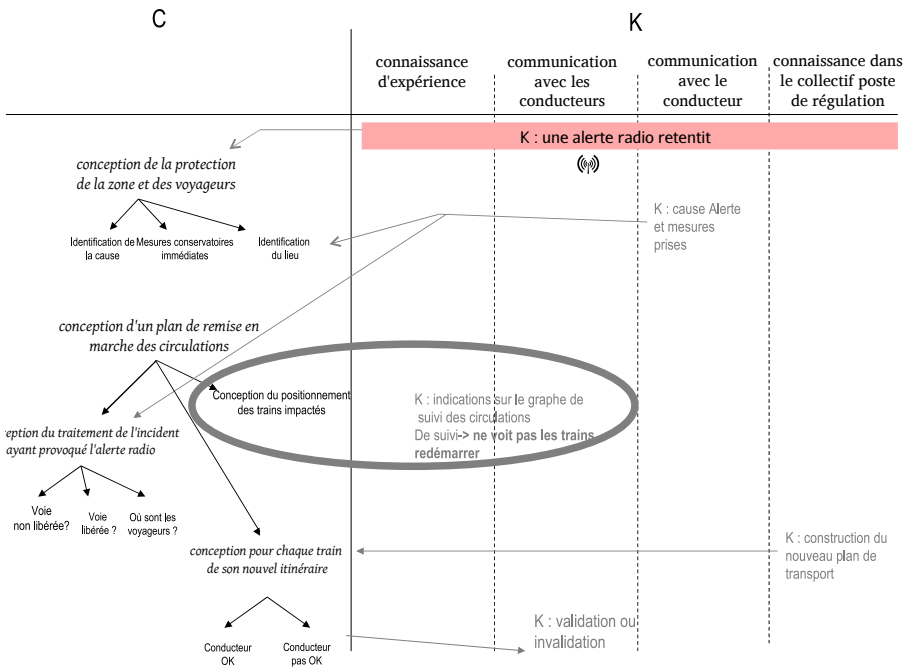 C
K
connaissance
d'expérience
communication
avec les
conducteurs
communication
avec le
conducteur
connaissance dans
le collectif poste
de régulation
K : une alerte radio retentit
conception de la protection
de la zone et des voyageurs
Identification de
la cause
Mesures conservatoires
immédiates
Identification
du lieu
K : cause Alerte
et mesures
prises
conception d'un plan de remise en
marche des circulations
Conception du positionnement
des trains impactés
K : indications sur le graphe de
suivi des circulations
De suivi-> ne voit pas les trains
redémarrer
eption du traitement de l'incident
ayant provoqué l'alerte radio
Voie
non libérée?
Voie
libérée ?
Où sont les
voyageurs ?
conception pour chaque train
de son nouvel itinéraire
K : construction du
nouveau plan de
transport
Conducteur
OK
Conducteur
pas OK
K : validation ou
invalidation